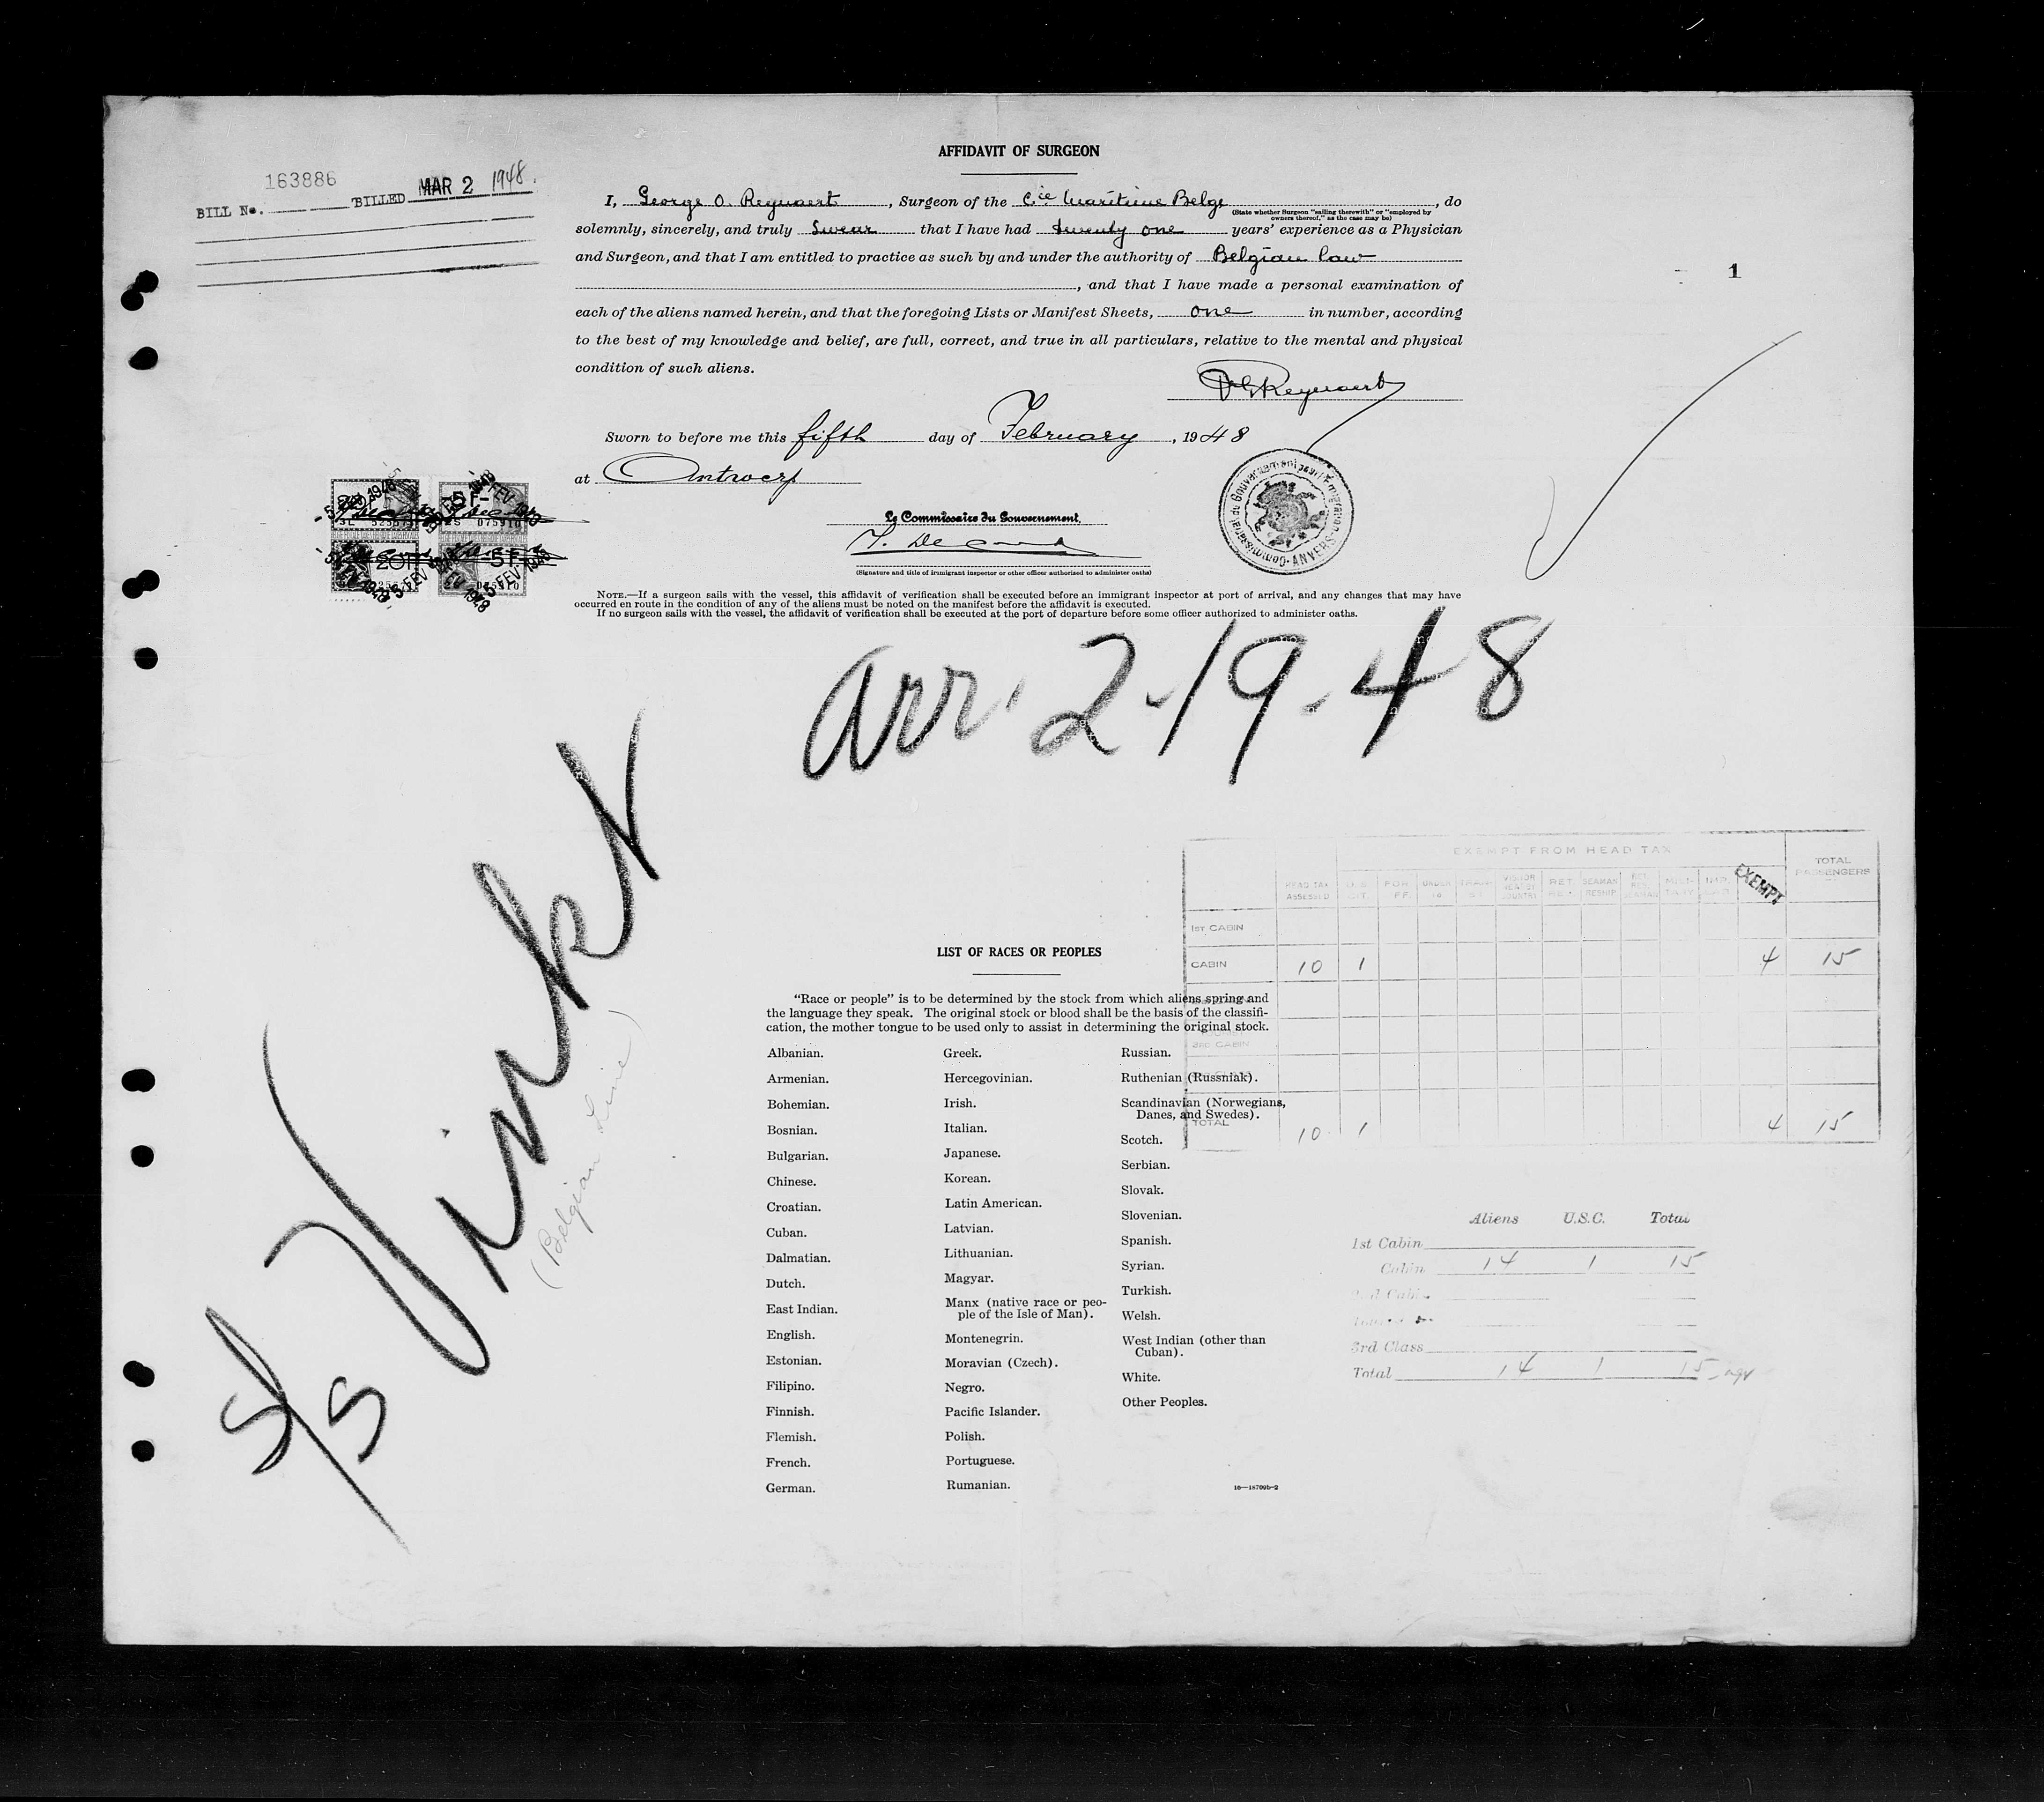 AFFIDAVIT OF SURGEON
163886
BILL No. BILLED MAR 2 1948.
I, George O. Reynaert, Surgeon of the Cie Maritime Belge, do
(State whether Surgeon "sailing therewith" or "employed by
owners thereof," as the case may be)
solemnly, sincerely, and truly swear that I have had twenty one years' experience as a Physician
and Surgeon, and that I am entitled to practice as such by and under the authority of Belgian law
, and that I have made a personal examination of
1
each of the aliens named herein, and that the foregoing Lists or Manifest Sheets, one in number, according
to the best of my knowledge and belief, are full, correct, and true in all particulars, relative to the mental and physical
condition of such aliens.
Reynaert
Sworn to before me this fifth day of February, 1948
at Antwerp
Le Commissaire du Gouvernement,
(Signature and title of immigrant inspector or other officer authorized to administer oaths)
ANVERS
NOTE.—If a surgeon sails with the vessel, this affidavit of verification shall be executed before an immigrant inspector at port of arrival, and any changes that may have
occurred en route in the condition of any of the aliens must be noted on the manifest before the affidavit is executed.
If no surgeon sails with the vessel, the affidavit of verification shall be executed at the port of departure before some officer authorized to administer oaths.
arr. 2-19-48
S/S Vinkt
(Belgian Line)
EXEMPT FROM HEAD TAX
HEAD TAX ASSESSED
EXEMPT
TOTAL PASSENGERS
1ST CABIN
CABIN 10 1 4 15
3RD CABIN
TOTAL 10 1 4 15
LIST OF RACES OR PEOPLES
"Race or people" is to be determined by the stock from which aliens spring and
the language they speak. The original stock or blood shall be the basis of the classifi-
cation, the mother tongue to be used only to assist in determining the original stock.
Albanian.
Armenian.
Bohemian.
Bosnian.
Bulgarian.
Chinese.
Croatian.
Cuban.
Dalmatian.
Dutch.
East Indian.
English.
Estonian.
Filipino.
Finnish.
Flemish.
French.
German.
Greek.
Hercegovinian.
Irish.
Italian.
Japanese.
Korean.
Latin American.
Latvian.
Lithuanian.
Magyar.
Manx (native race or peo-
ple of the Isle of Man).
Montenegrin.
Moravian (Czech).
Negro.
Pacific Islander.
Polish.
Portuguese.
Rumanian.
Russian.
Ruthenian (Russniak).
Scandinavian (Norwegians,
Danes, and Swedes).
Scotch.
Serbian.
Slovak.
Slovenian.
Spanish.
Syrian.
Turkish.
Welsh.
West Indian (other than
Cuban).
White.
Other Peoples.
16—18709b-2
Aliens U.S.C. Total
1st Cabin
Cabin 14 1 15
2nd Cabin
3rd Class
Total 14 1 15